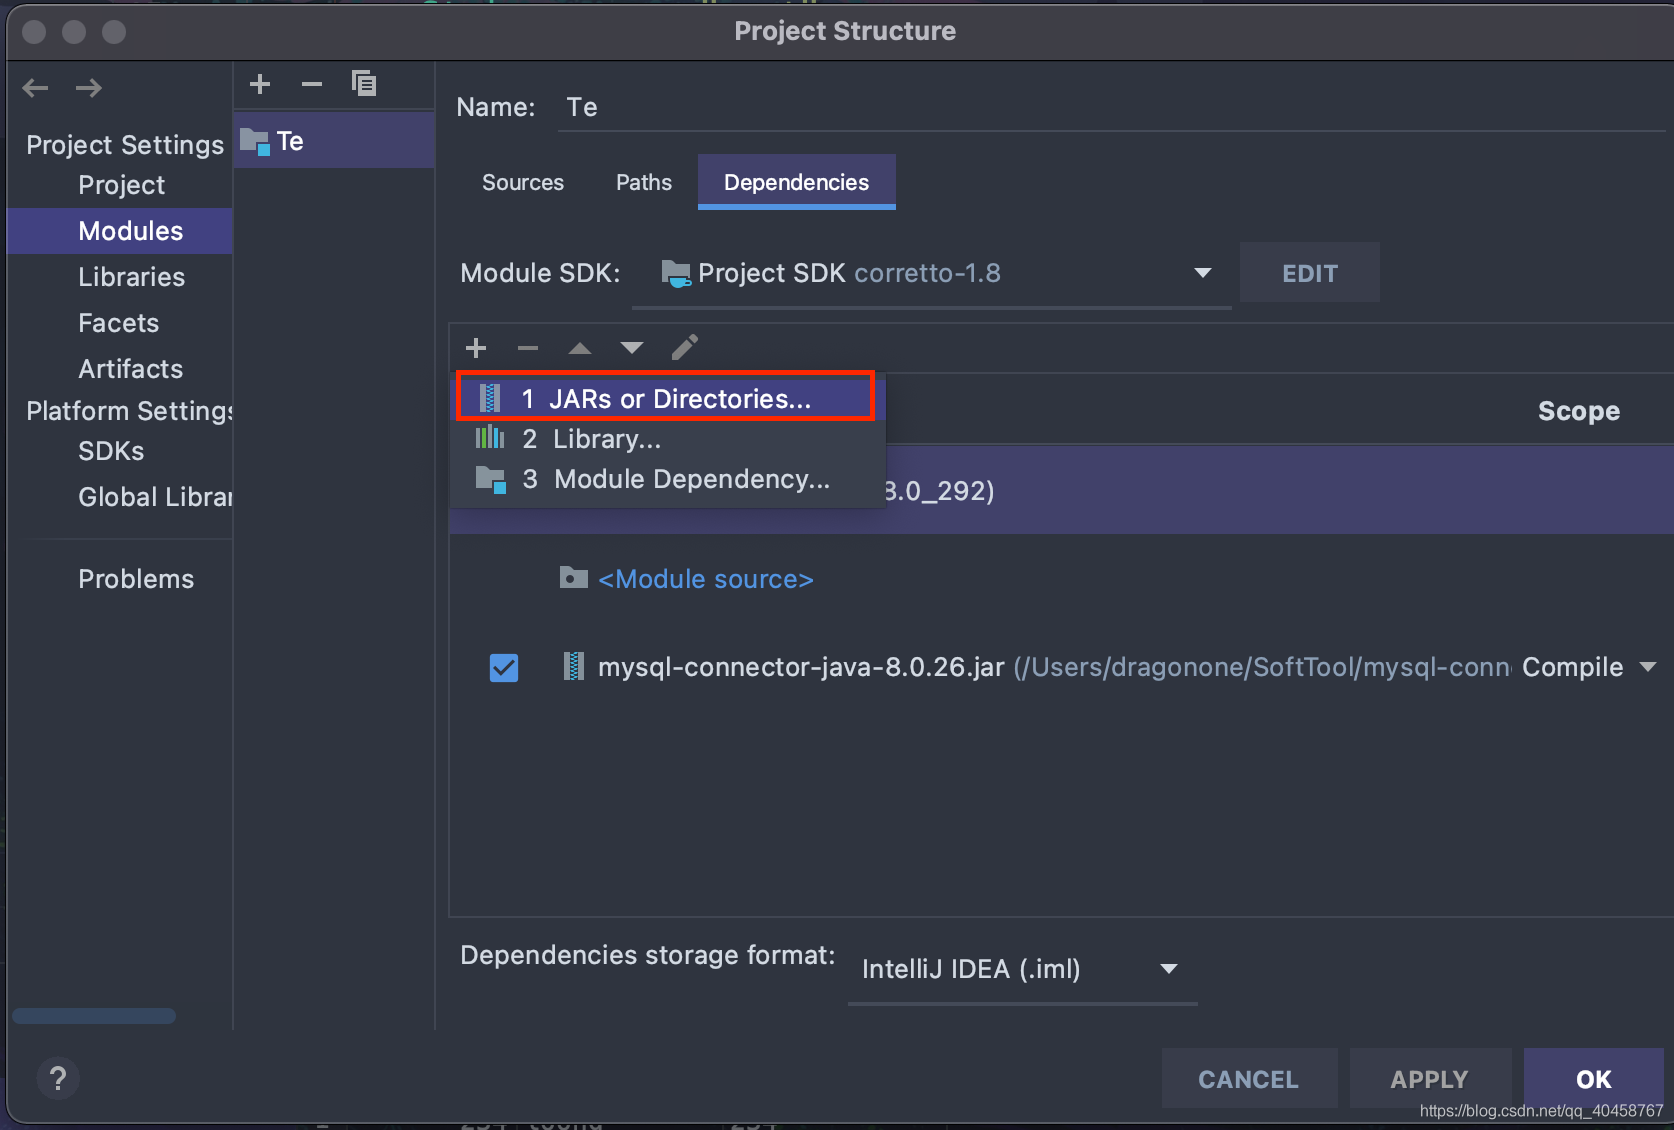 Project Structure
Project Settings
Project
Modules
Libraries
Facets
Artifacts
Platform Settings
SDKs
Global Librar
Problems
Te
Name: Te
Sources Paths Dependencies
Module SDK: Project SDK corretto-1.8 EDIT
1 JARs or Directories...
2 Library...
3 Module Dependency...
Scope
8.0_292)
<Module source>
mysql-connector-java-8.0.26.jar (/Users/dragonone/SoftTool/mysql-conn Compile
Dependencies storage format: IntelliJ IDEA (.iml)
?
CANCEL APPLY OK
https://blog.csdn.net/qq_40458767